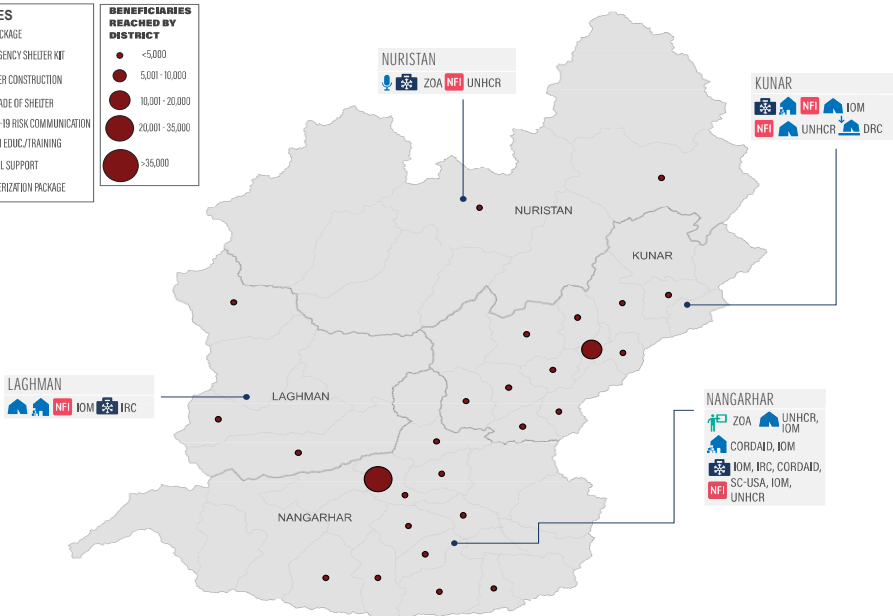 ES
CKAGE
GENCY SHELTER KIT
ER CONSTRUCTION
ADE OF SHELTER
-19 RISK COMMUNICATION
H EDUC./TRAINING
L SUPPORT
ERIZATION PACKAGE
BENEFICIARIES
REACHED BY
DISTRICT
<5,000
5,001 - 10,000
10,001 - 20,000
20,001 - 35,000
>35,000
NURISTAN
ZOA NFI UNHCR
KUNAR
NFI IOM
NFI UNHCR DRC
NURISTAN
KUNAR
LAGHMAN
NFI IOM IRC
LAGHMAN
NANGARHAR
ZOA UNHCR,
IOM
CORDAID, IOM
IOM, IRC, CORDAID,
NFI SC-USA, IOM,
UNHCR
NANGARHAR